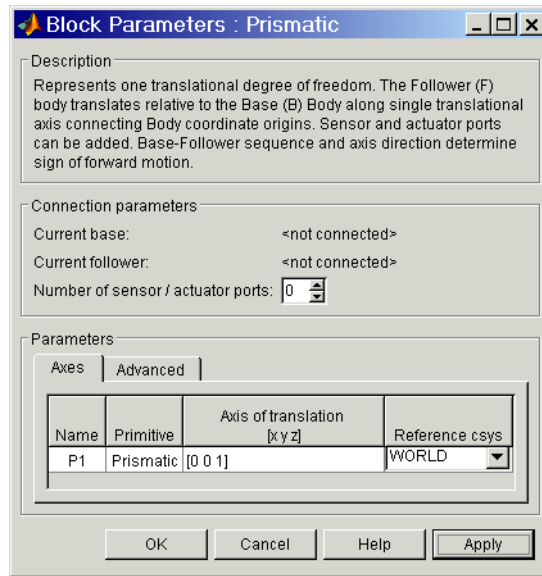 Block Parameters : Prismatic
Description
Represents one translational degree of freedom. The Follower (F)
body translates relative to the Base (B) Body along single translational
axis connecting Body coordinate origins. Sensor and actuator ports
can be added. Base-Follower sequence and axis direction determine
sign of forward motion.
Connection parameters
Current base: <not connected>
Current follower: <not connected>
Number of sensor / actuator ports: 0
Parameters
Axes Advanced
Axis of translation
Name Primitive [x y z] Reference csys
P1 Prismatic [0 0 1] WORLD
OK Cancel Help Apply